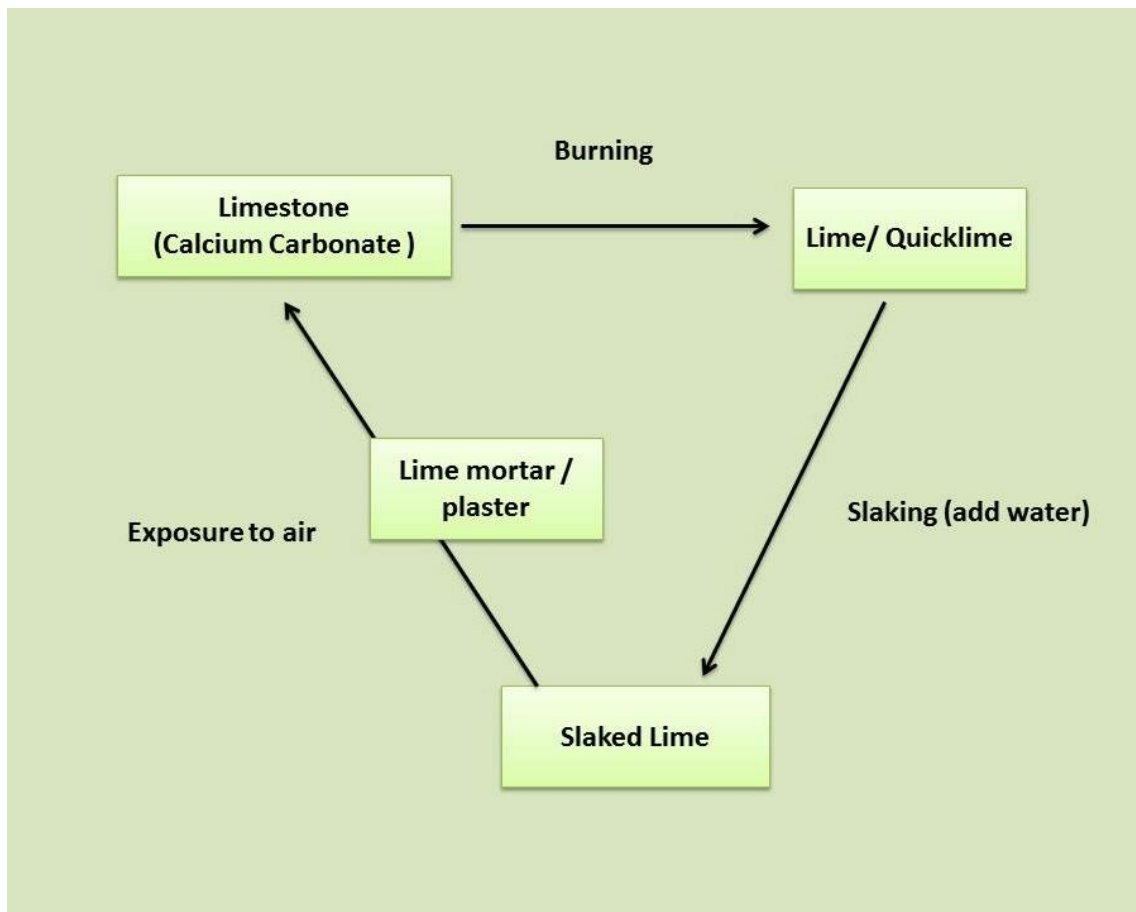 Burning
Limestone
(Calcium Carbonate )
Lime/ Quicklime
Lime mortar /
plaster
Slaking (add water)
Exposure to air
Slaked Lime